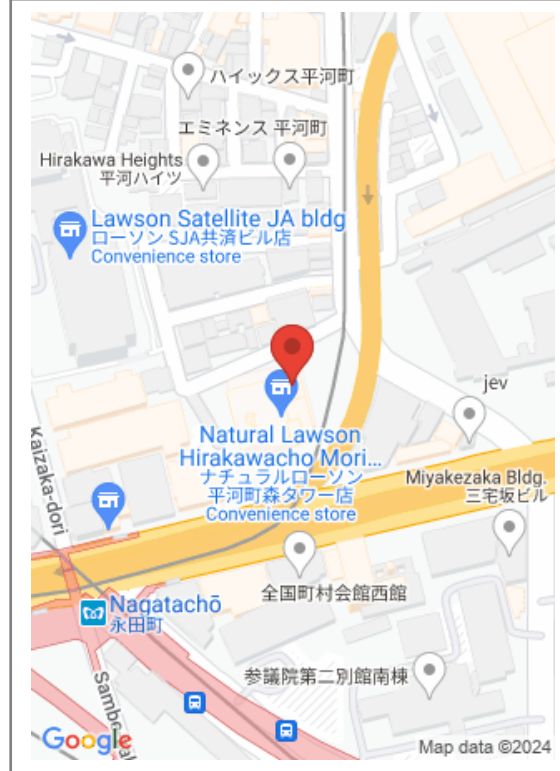 ハイックス平河町
エミネンス 平河町
Hirakawa Heights
平河ハイツ
Lawson Satellite JA bldg
ローソン SJA共済ビル店
Convenience store
jev
Natural Lawson
Hirakawacho Mori...
ナチュラルローソン
平河町森タワー店
Convenience store
Kaizaka-dori
Miyakezaka Bldg.
三宅坂ビル
全国町村会館西館
Nagatachō
永田町
参議院第二別館南棟
Google
Map data ©2024